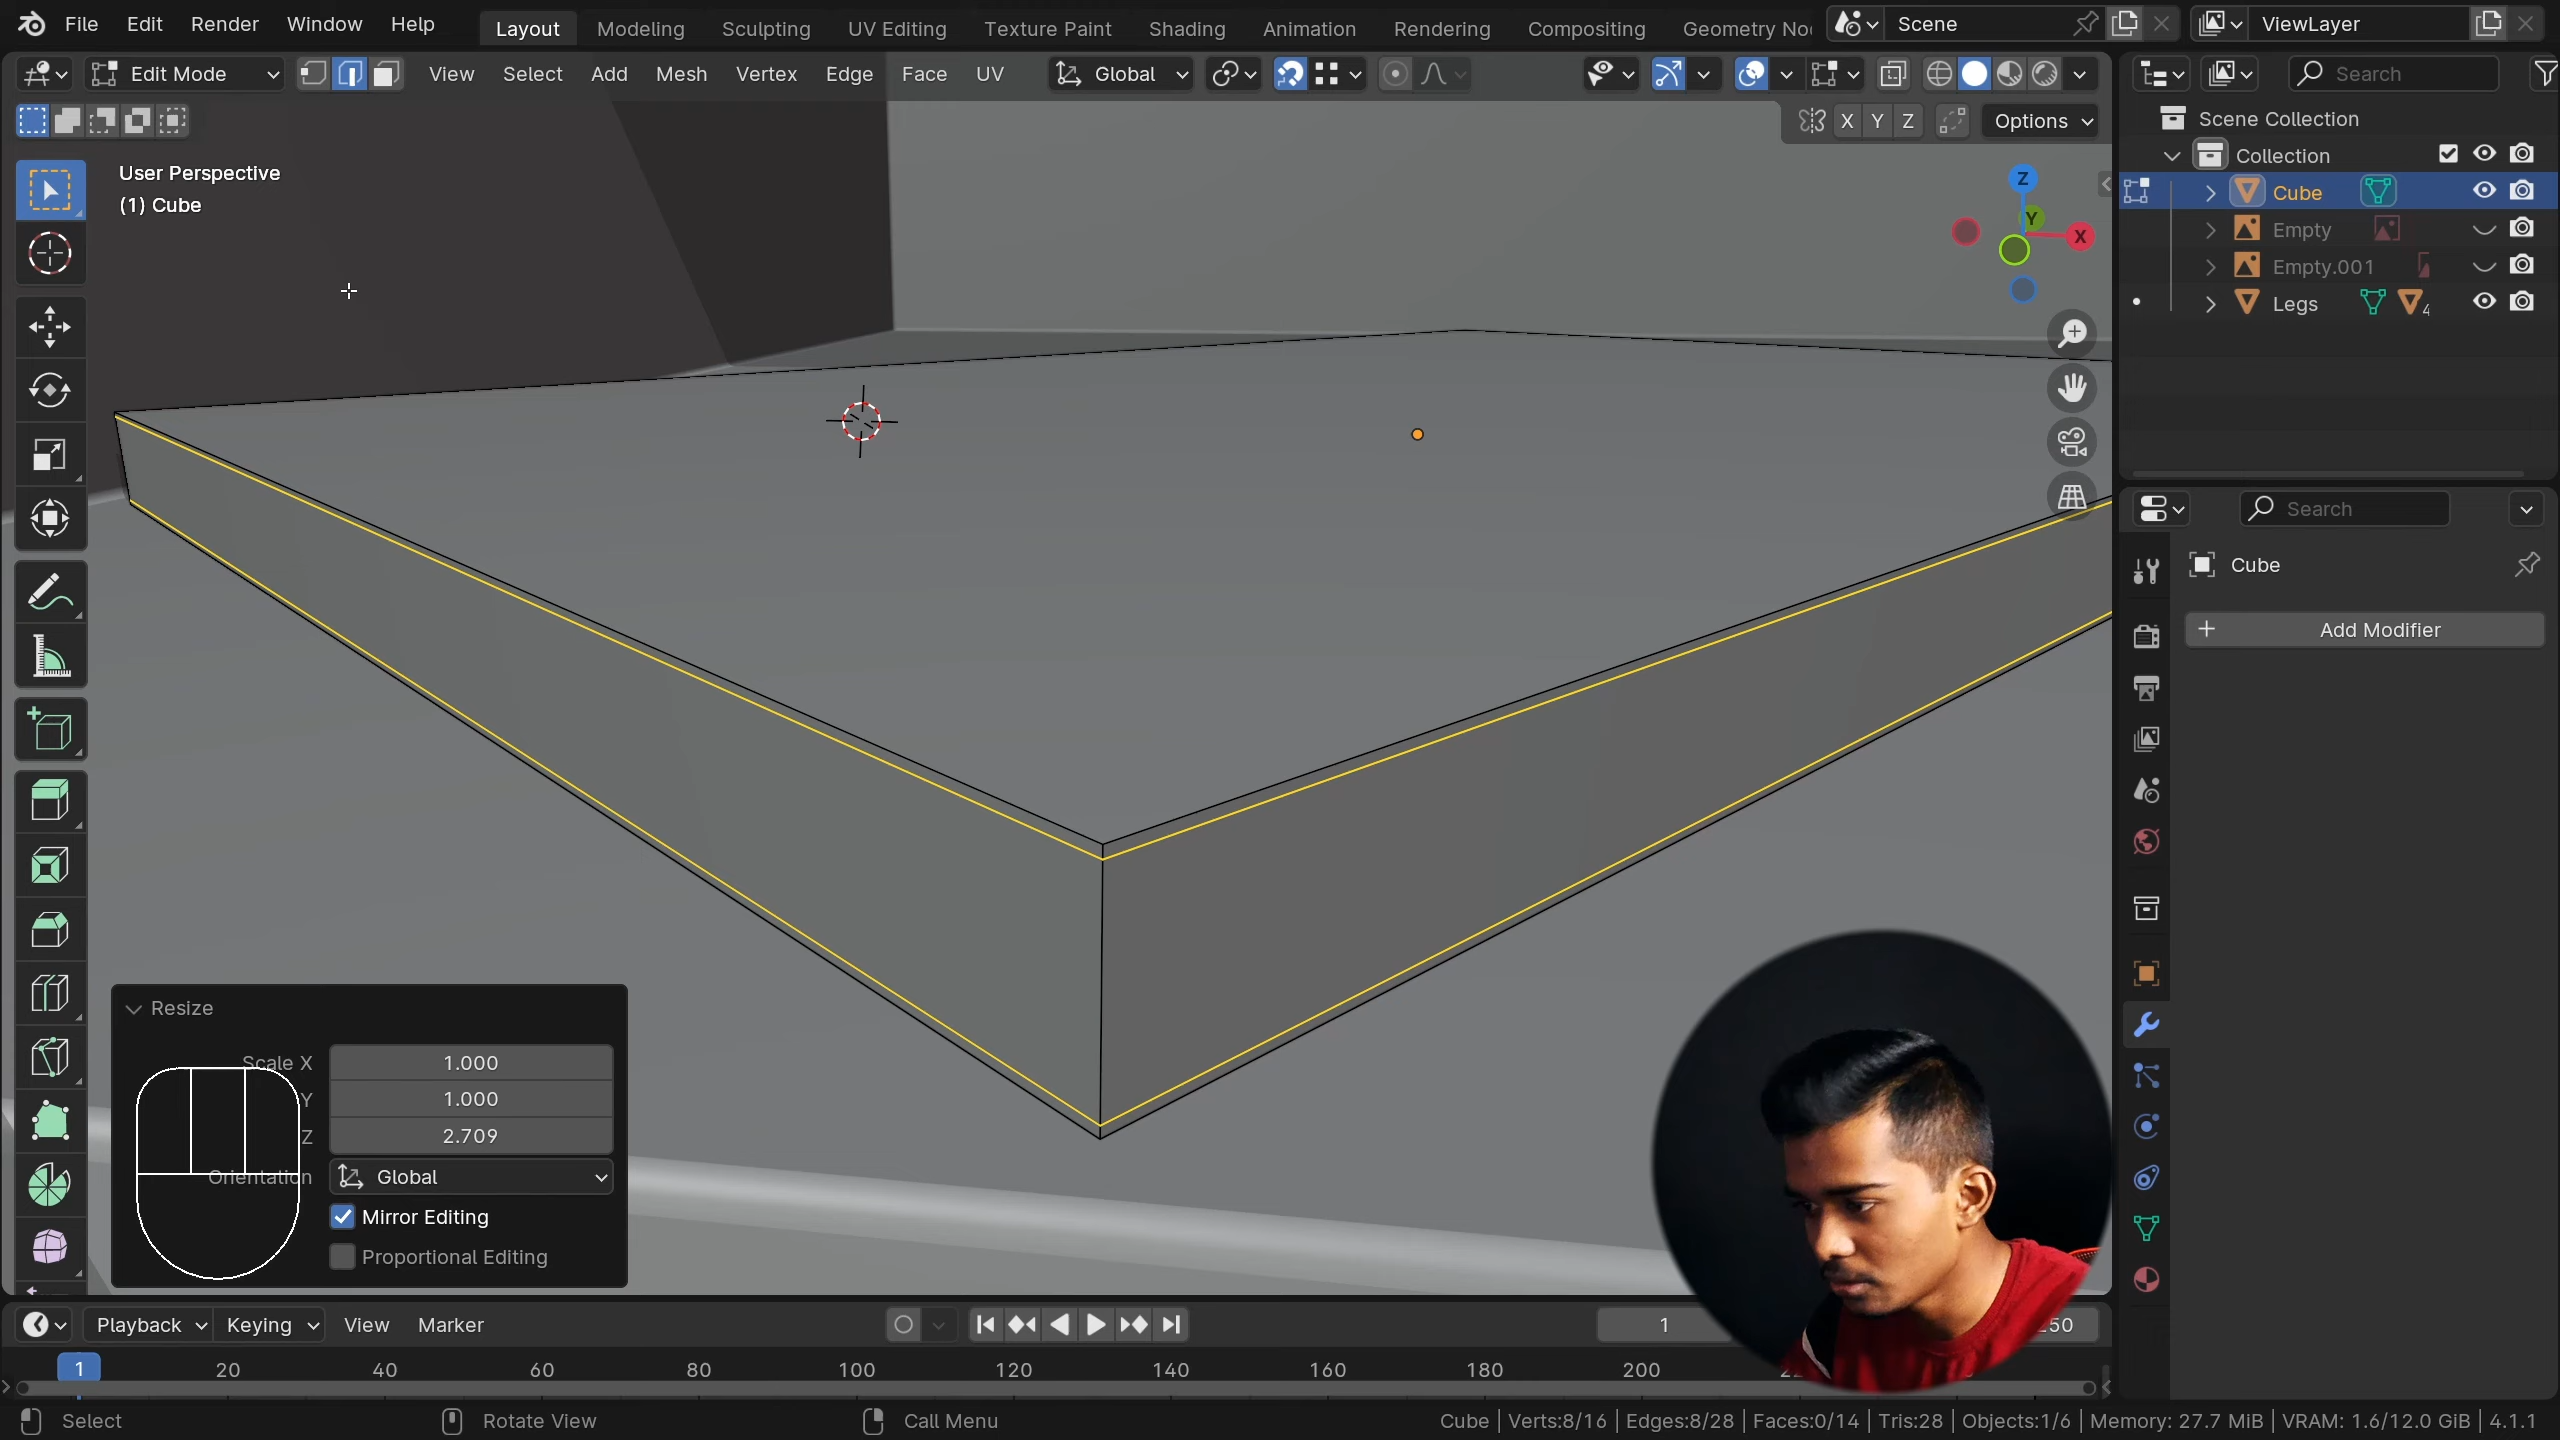 File Edit Render Window Help Layout Modeling Sculpting UV Editing Texture Paint Shading Animation Rendering Compositing Geometry No Scene ViewLayer
Edit Mode View Select Add Mesh Vertex Edge Face UV Global Search
X Y Z Options
User Perspective
(1) Cube
Z
Y
X
Scene Collection
Collection
Cube
Empty
Empty.001
Legs 4
Search
Cube
Add Modifier
Resize
Scale X 1.000
Y 1.000
Z 2.709
Orientation Global
Mirror Editing
Proportional Editing
Playback Keying View Marker 1 50
1 20 40 60 80 100 120 140 160 180 200
Select Rotate View Call Menu Cube | Verts:8/16 | Edges:8/28 | Faces:0/14 | Tris:28 | Objects:1/6 | Memory: 27.7 MiB | VRAM: 1.6/12.0 GiB | 4.1.1